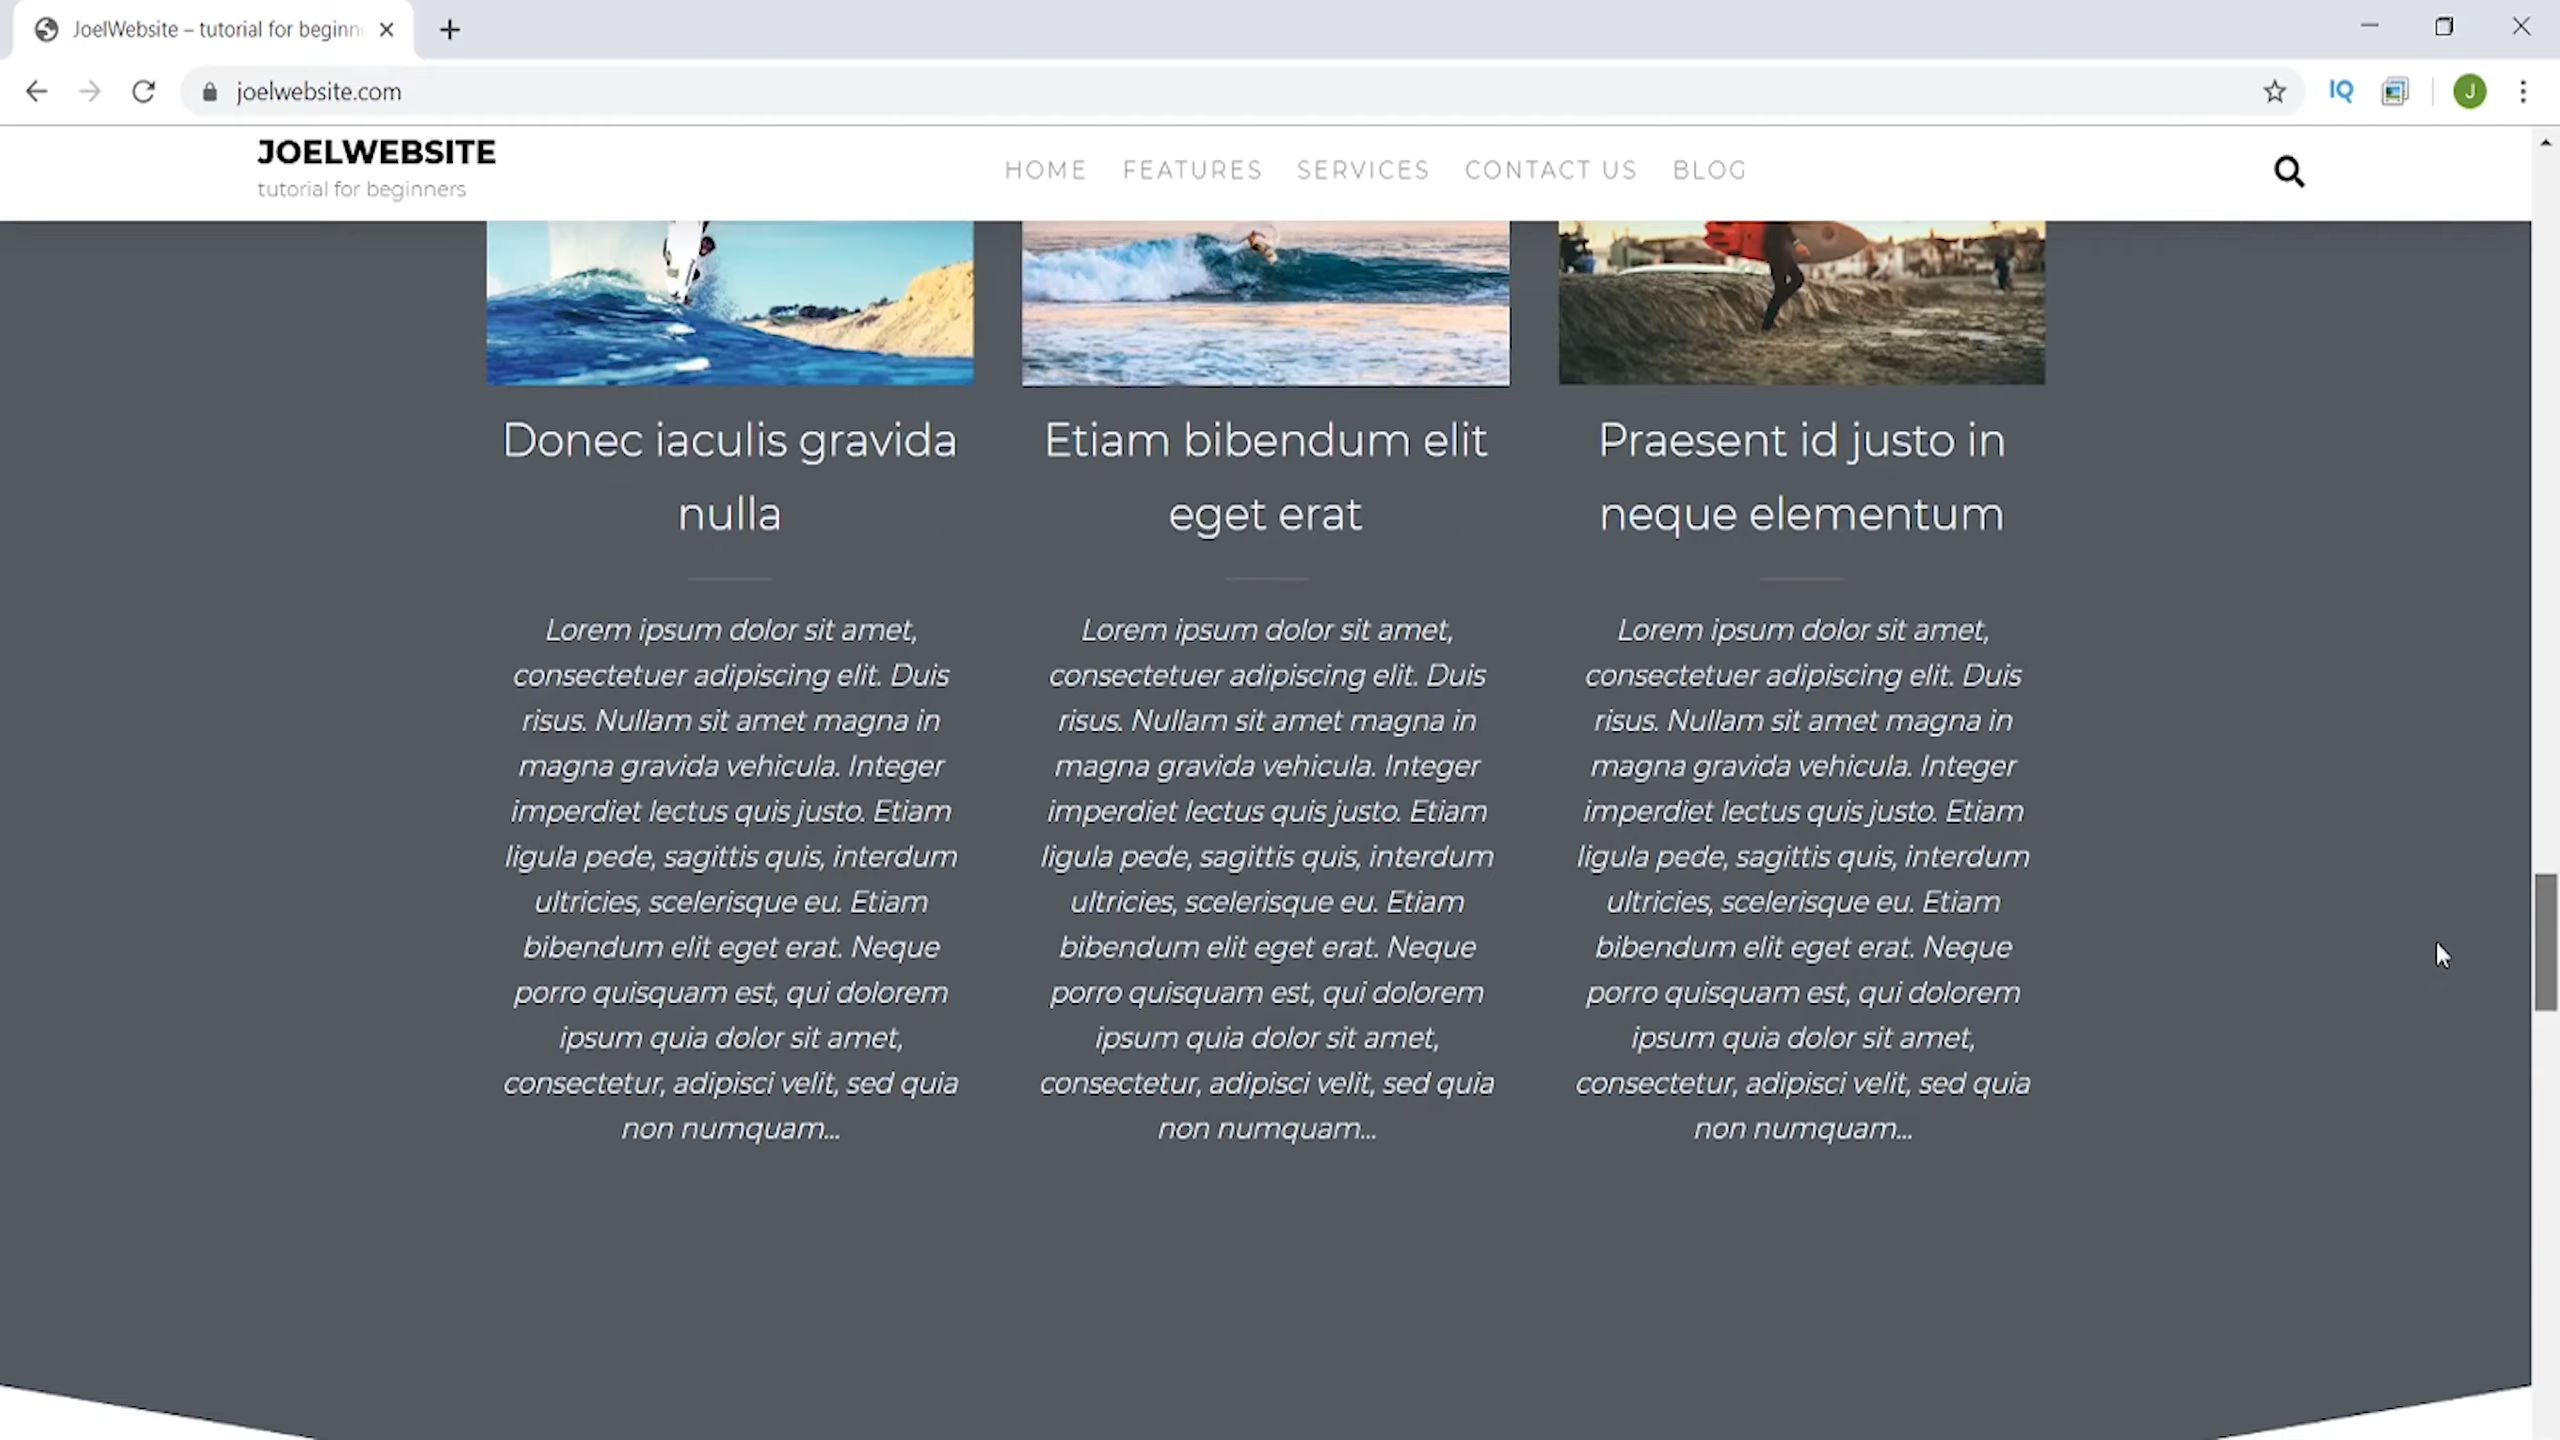 JoelWebsite – tutorial for beginn
joelwebsite.com
IQ
J
JOELWEBSITE
tutorial for beginners
HOME FEATURES SERVICES CONTACT US BLOG
Donec iaculis gravida
nulla
Lorem ipsum dolor sit amet,
consectetuer adipiscing elit. Duis
risus. Nullam sit amet magna in
magna gravida vehicula. Integer
imperdiet lectus quis justo. Etiam
ligula pede, sagittis quis, interdum
ultricies, scelerisque eu. Etiam
bibendum elit eget erat. Neque
porro quisquam est, qui dolorem
ipsum quia dolor sit amet,
consectetur, adipisci velit, sed quia
non numquam...
Etiam bibendum elit
eget erat
Lorem ipsum dolor sit amet,
consectetuer adipiscing elit. Duis
risus. Nullam sit amet magna in
magna gravida vehicula. Integer
imperdiet lectus quis justo. Etiam
ligula pede, sagittis quis, interdum
ultricies, scelerisque eu. Etiam
bibendum elit eget erat. Neque
porro quisquam est, qui dolorem
ipsum quia dolor sit amet,
consectetur, adipisci velit, sed quia
non numquam...
Praesent id justo in
neque elementum
Lorem ipsum dolor sit amet,
consectetuer adipiscing elit. Duis
risus. Nullam sit amet magna in
magna gravida vehicula. Integer
imperdiet lectus quis justo. Etiam
ligula pede, sagittis quis, interdum
ultricies, scelerisque eu. Etiam
bibendum elit eget erat. Neque
porro quisquam est, qui dolorem
ipsum quia dolor sit amet,
consectetur, adipisci velit, sed quia
non numquam...